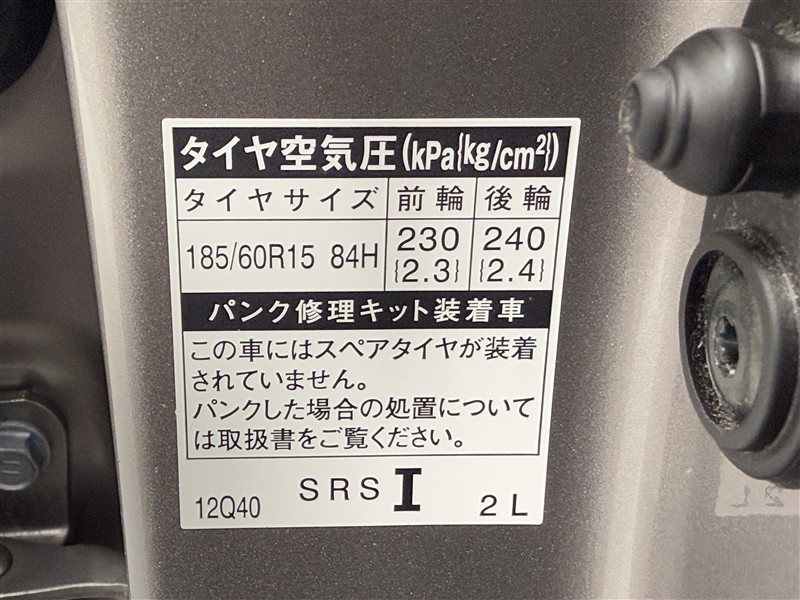 タイヤ空気圧(kPa{kg/cm²})
タイヤサイズ 前輪 後輪
185/60R15 84H 230 {2.3} 240 {2.4}
パンク修理キット装着車
この車にはスペアタイヤが装着
されていません。
パンクした場合の処置について
は取扱書をご覧ください。
12Q40 SRS I 2L